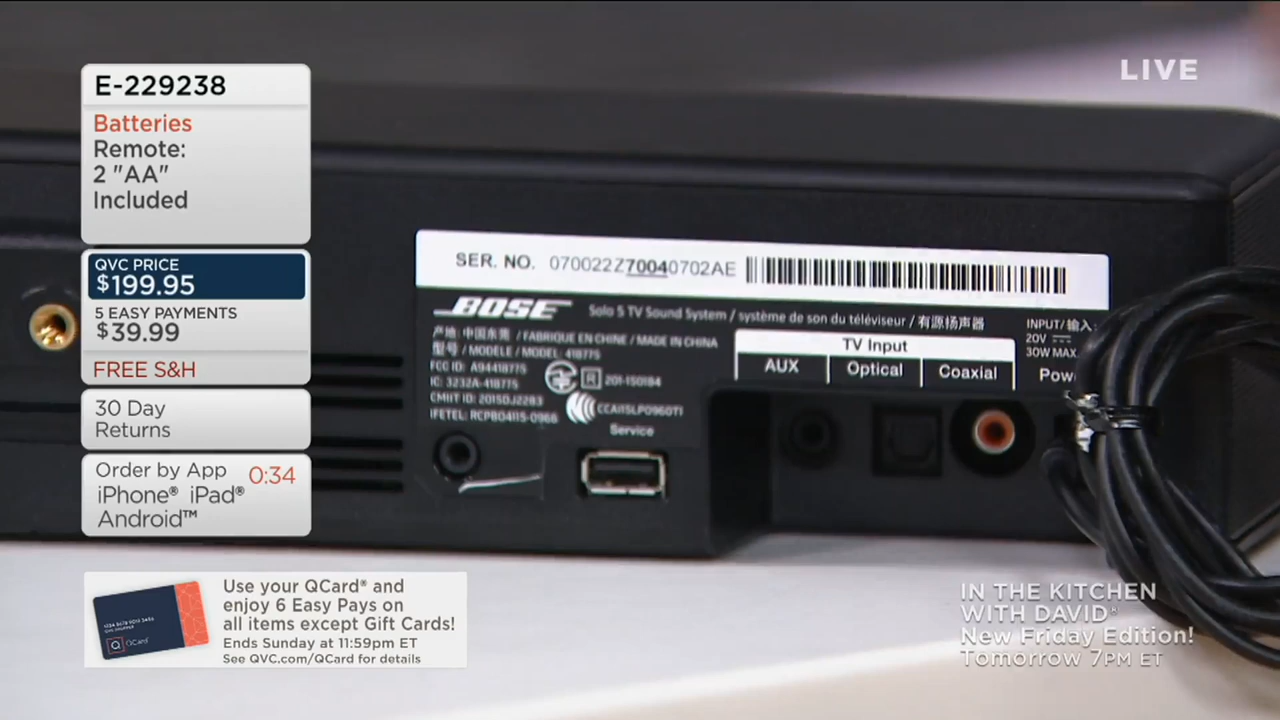 E-229238
Batteries
Remote:
2 "AA"
Included
QVC PRICE
$199.95
5 EASY PAYMENTS
$39.99
FREE S&H
30 Day
Returns
Order by App 0:34
iPhone® iPad®
Android™
Use your QCard® and
enjoy 6 Easy Pays on
all items except Gift Cards!
Ends Sunday at 11:59pm ET
See QVC.com/QCard for details
QCard
LIVE
SER. NO. 070022Z70040702AE
BOSE Solo 5 TV Sound System / système de son du téléviseur / 有源扬声器
产地: 中国东莞 / FABRIQUE EN CHINE / MADE IN CHINA
型号 / MODÈLE / MODEL: 418775
FCC ID: A94418775
IC: 3232A-418775
CMIIT ID: 2015DJ2283
IFETEL: RCPBO4115-0966
R 201-150184
CCAI15LP0960T1
Service
TV Input
AUX Optical Coaxial
INPUT/输入:
20V
30W MAX.
IN THE KITCHEN
WITH DAVID®
New Friday Edition!
Tomorrow 7PM ET